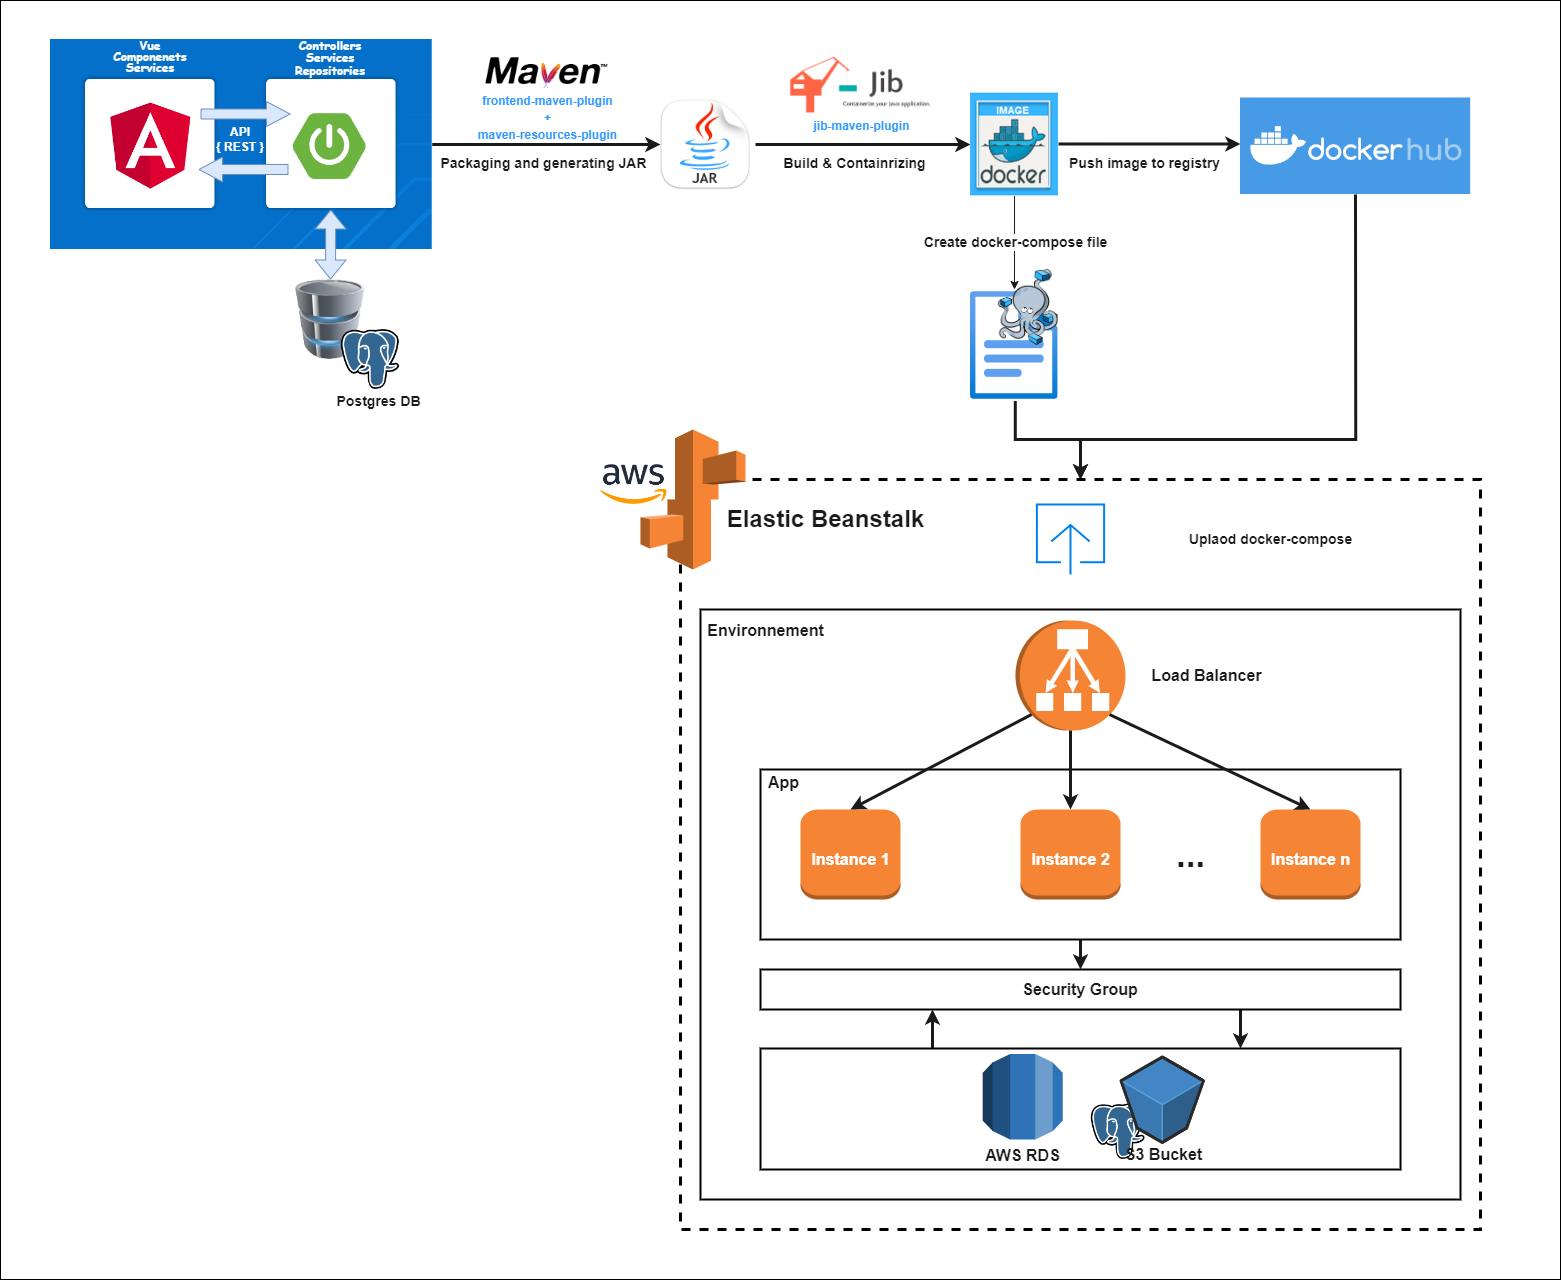 Vue
Componenets
Services
Controllers
Services
Repositories
API
{ REST }
Postgres DB
Maven™
frontend-maven-plugin
+
maven-resources-plugin
Packaging and generating JAR
JAR
Jib
Containerize your Java application.
jib-maven-plugin
Build & Containrizing
IMAGE
docker
Push image to registry
dockerhub
Create docker-compose file
aws
Elastic Beanstalk
Uplaod docker-compose
Environnement
Load Balancer
App
Instance 1
Instance 2
...
Instance n
Security Group
AWS RDS
S3 Bucket